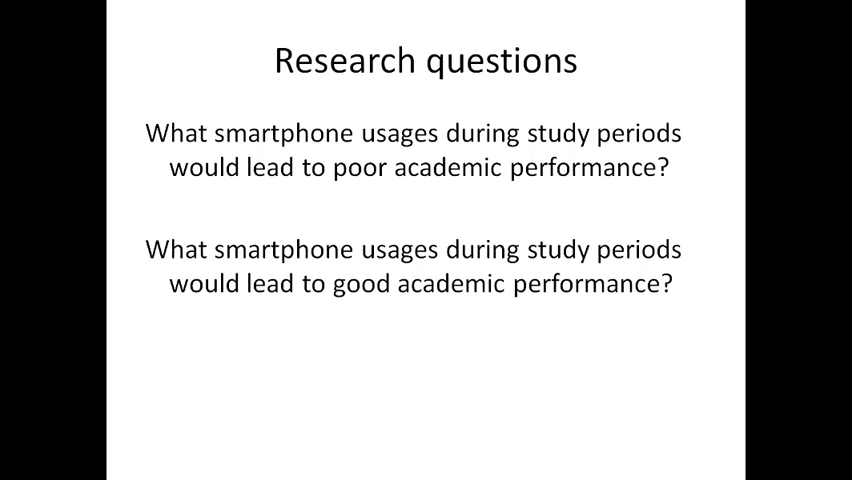 Research questions
What smartphone usages during study periods
would lead to poor academic performance?
What smartphone usages during study periods
would lead to good academic performance?